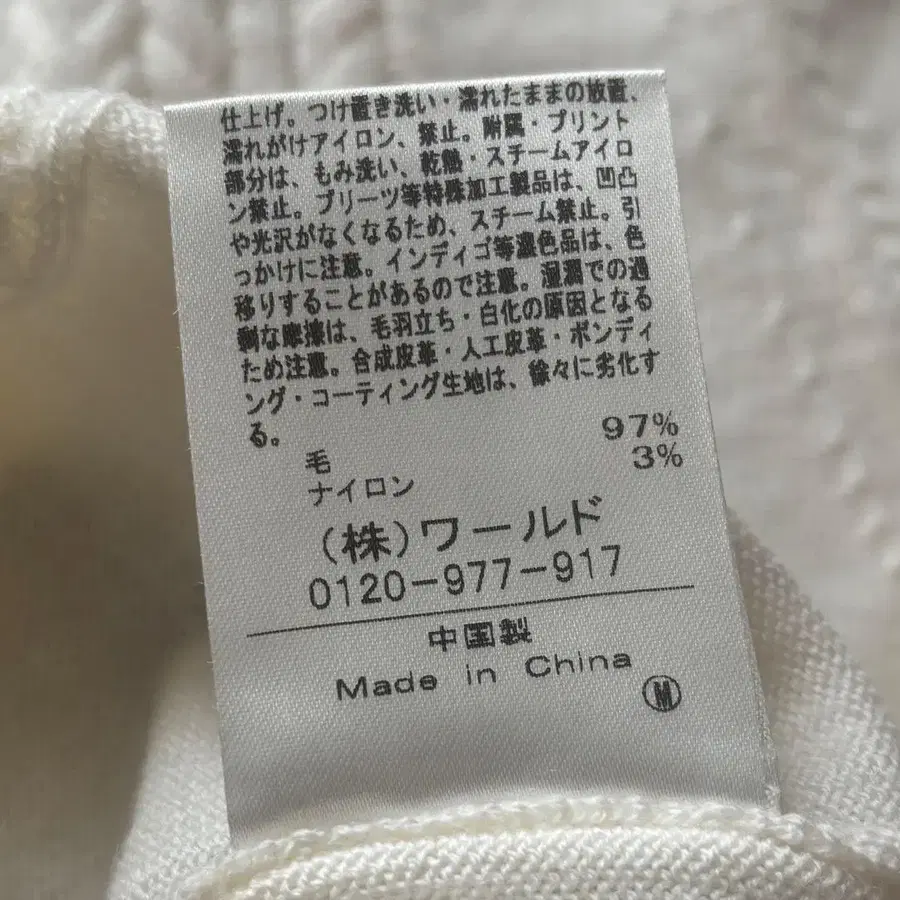 仕上げ。つけ置き洗い・濡れたままの放置、
濡れがけアイロン、禁止。附属・プリント
部分は、もみ洗い、乾熱・スチームアイロ
ン禁止。プリーツ等特殊加工製品は、凹凸
や光沢がなくなるため、スチーム禁止。引
っかけに注意。インディゴ等濃色品は、色
移りすることがあるので注意。湿潤での過
剰な摩擦は、毛羽立ち・白化の原因となる
ため注意。合成皮革・人工皮革・ボンディ
ング・コーティング生地は、徐々に劣化す
る。
毛 97%
ナイロン 3%
(株)ワールド
0120-977-917
中国製
Made in China
M